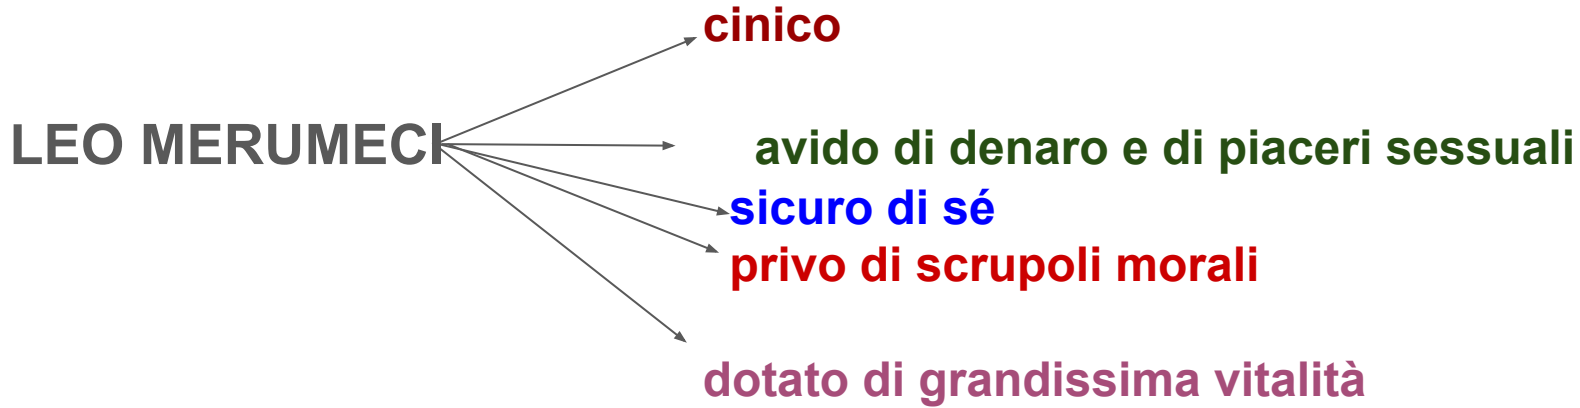 cinico
LEO MERUMECI
avido di denaro e di piaceri sessuali
sicuro di sé
privo di scrupoli morali
dotato di grandissima vitalità